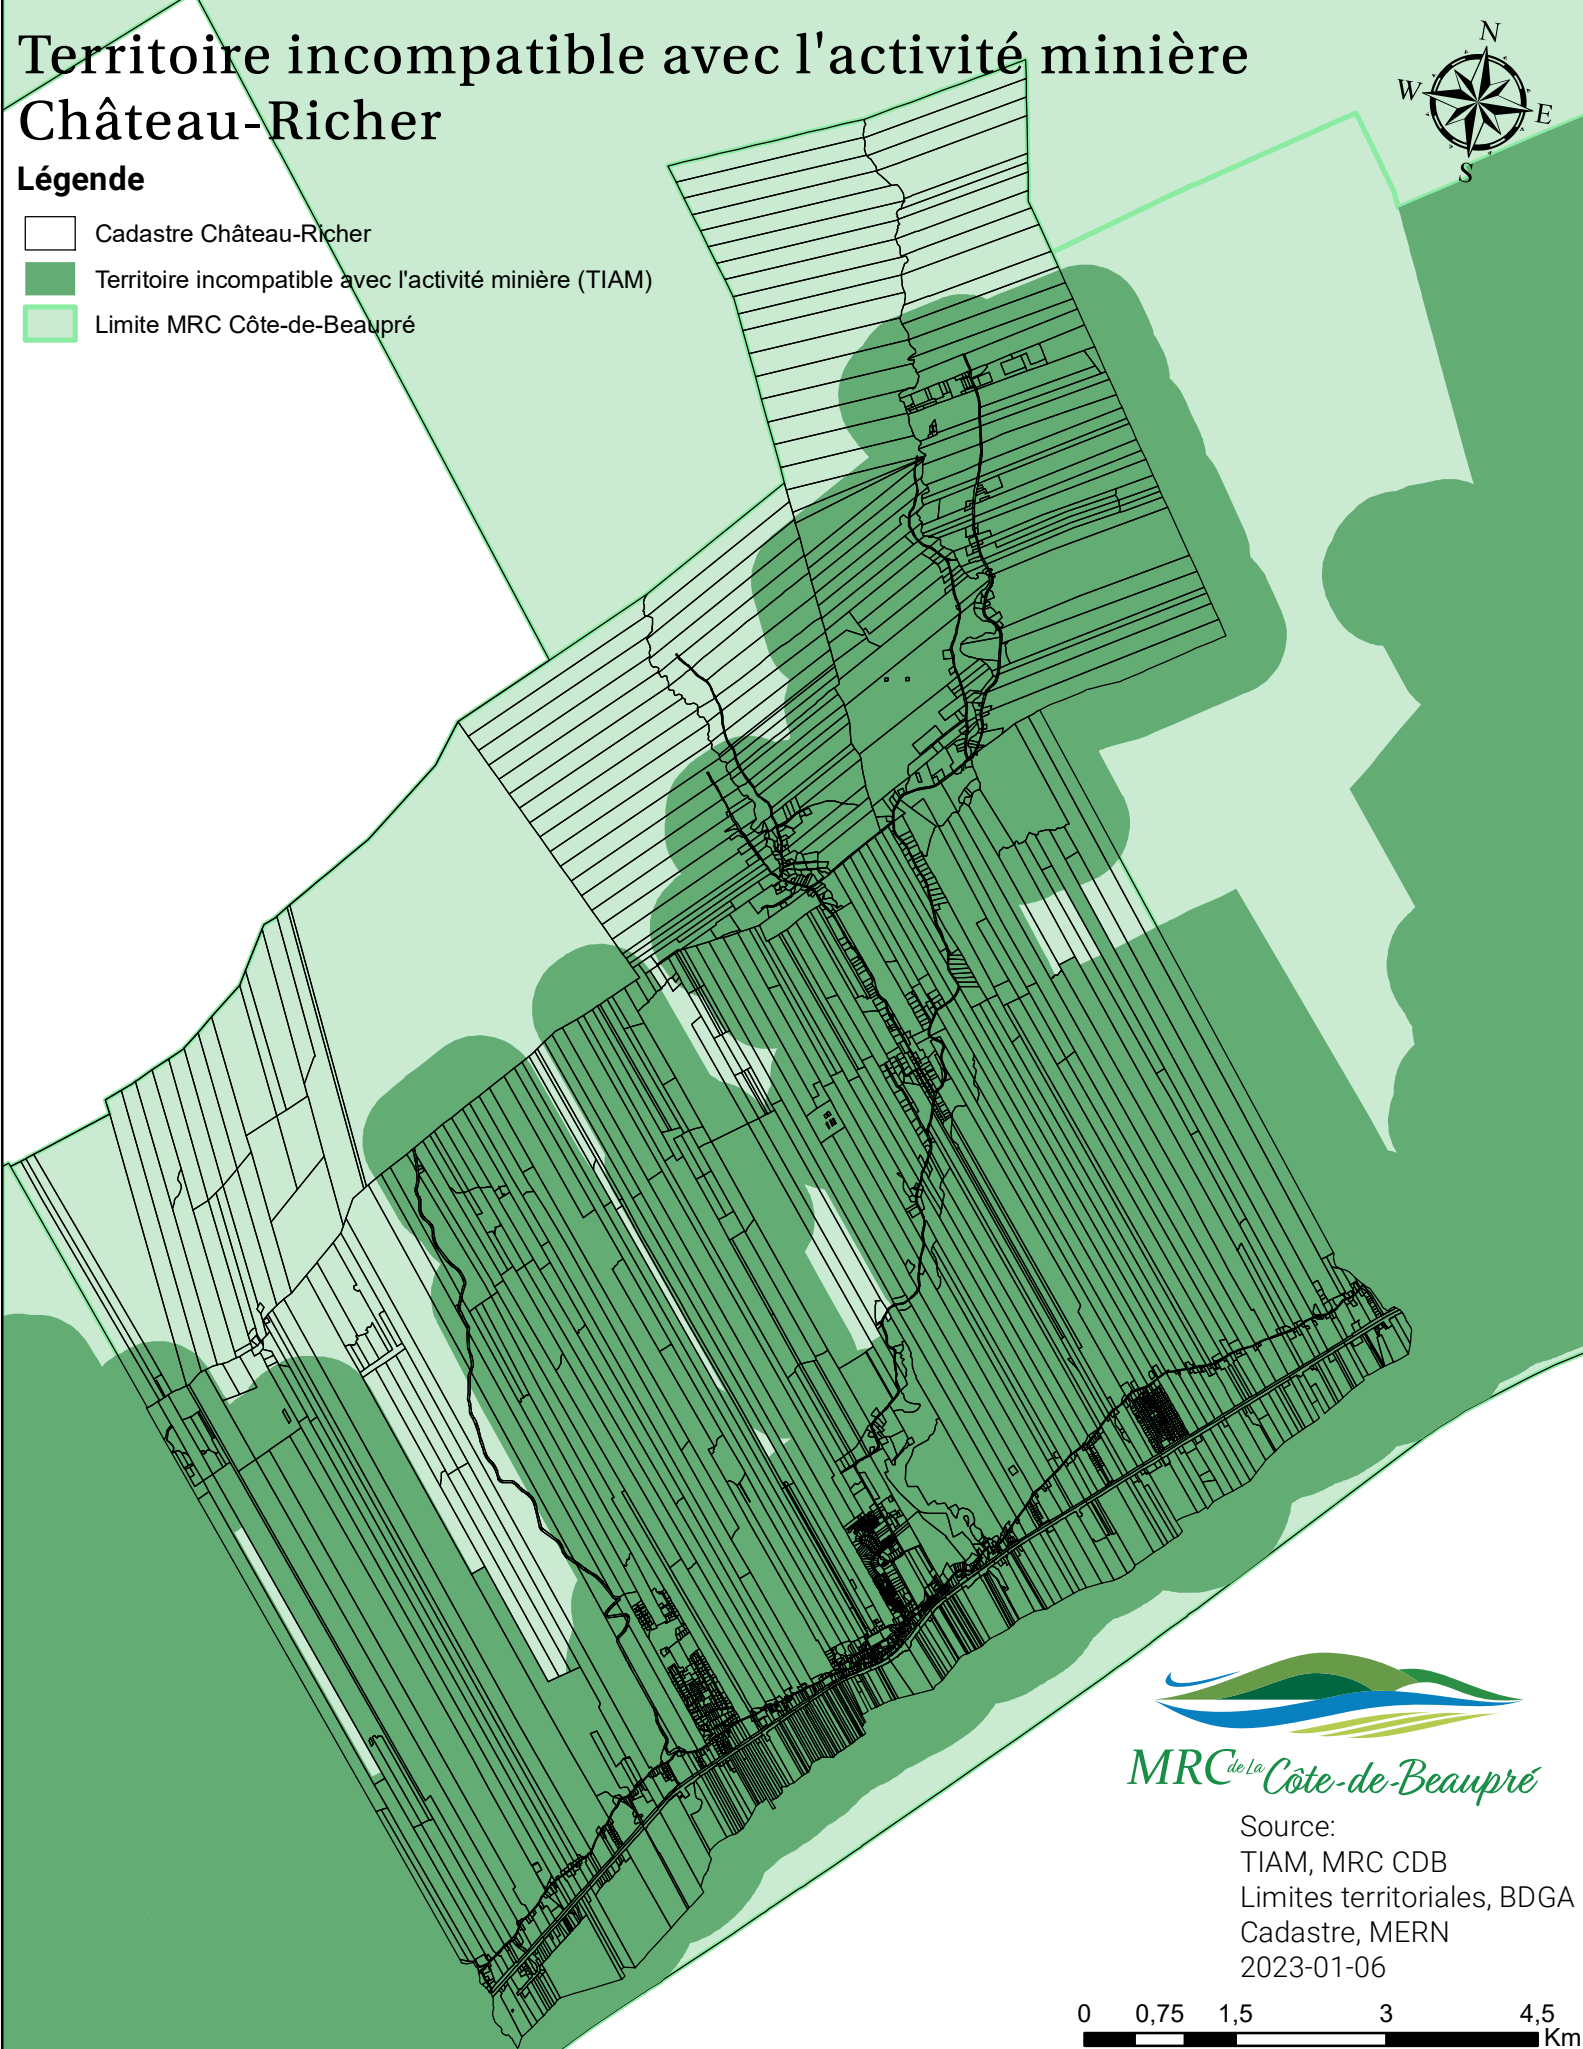 Territoire incompatible avec l'activité minière
Château-Richer
Légende
Cadastre Château-Richer
Territoire incompatible avec l'activité minière (TIAM)
Limite MRC Côte-de-Beaupré
N
W
E
S
MRC de La Côte-de-Beaupré
Source:
TIAM, MRC CDB
Limites territoriales, BDGA
Cadastre, MERN
2023-01-06
0 0,75 1,5 3 4,5
Km